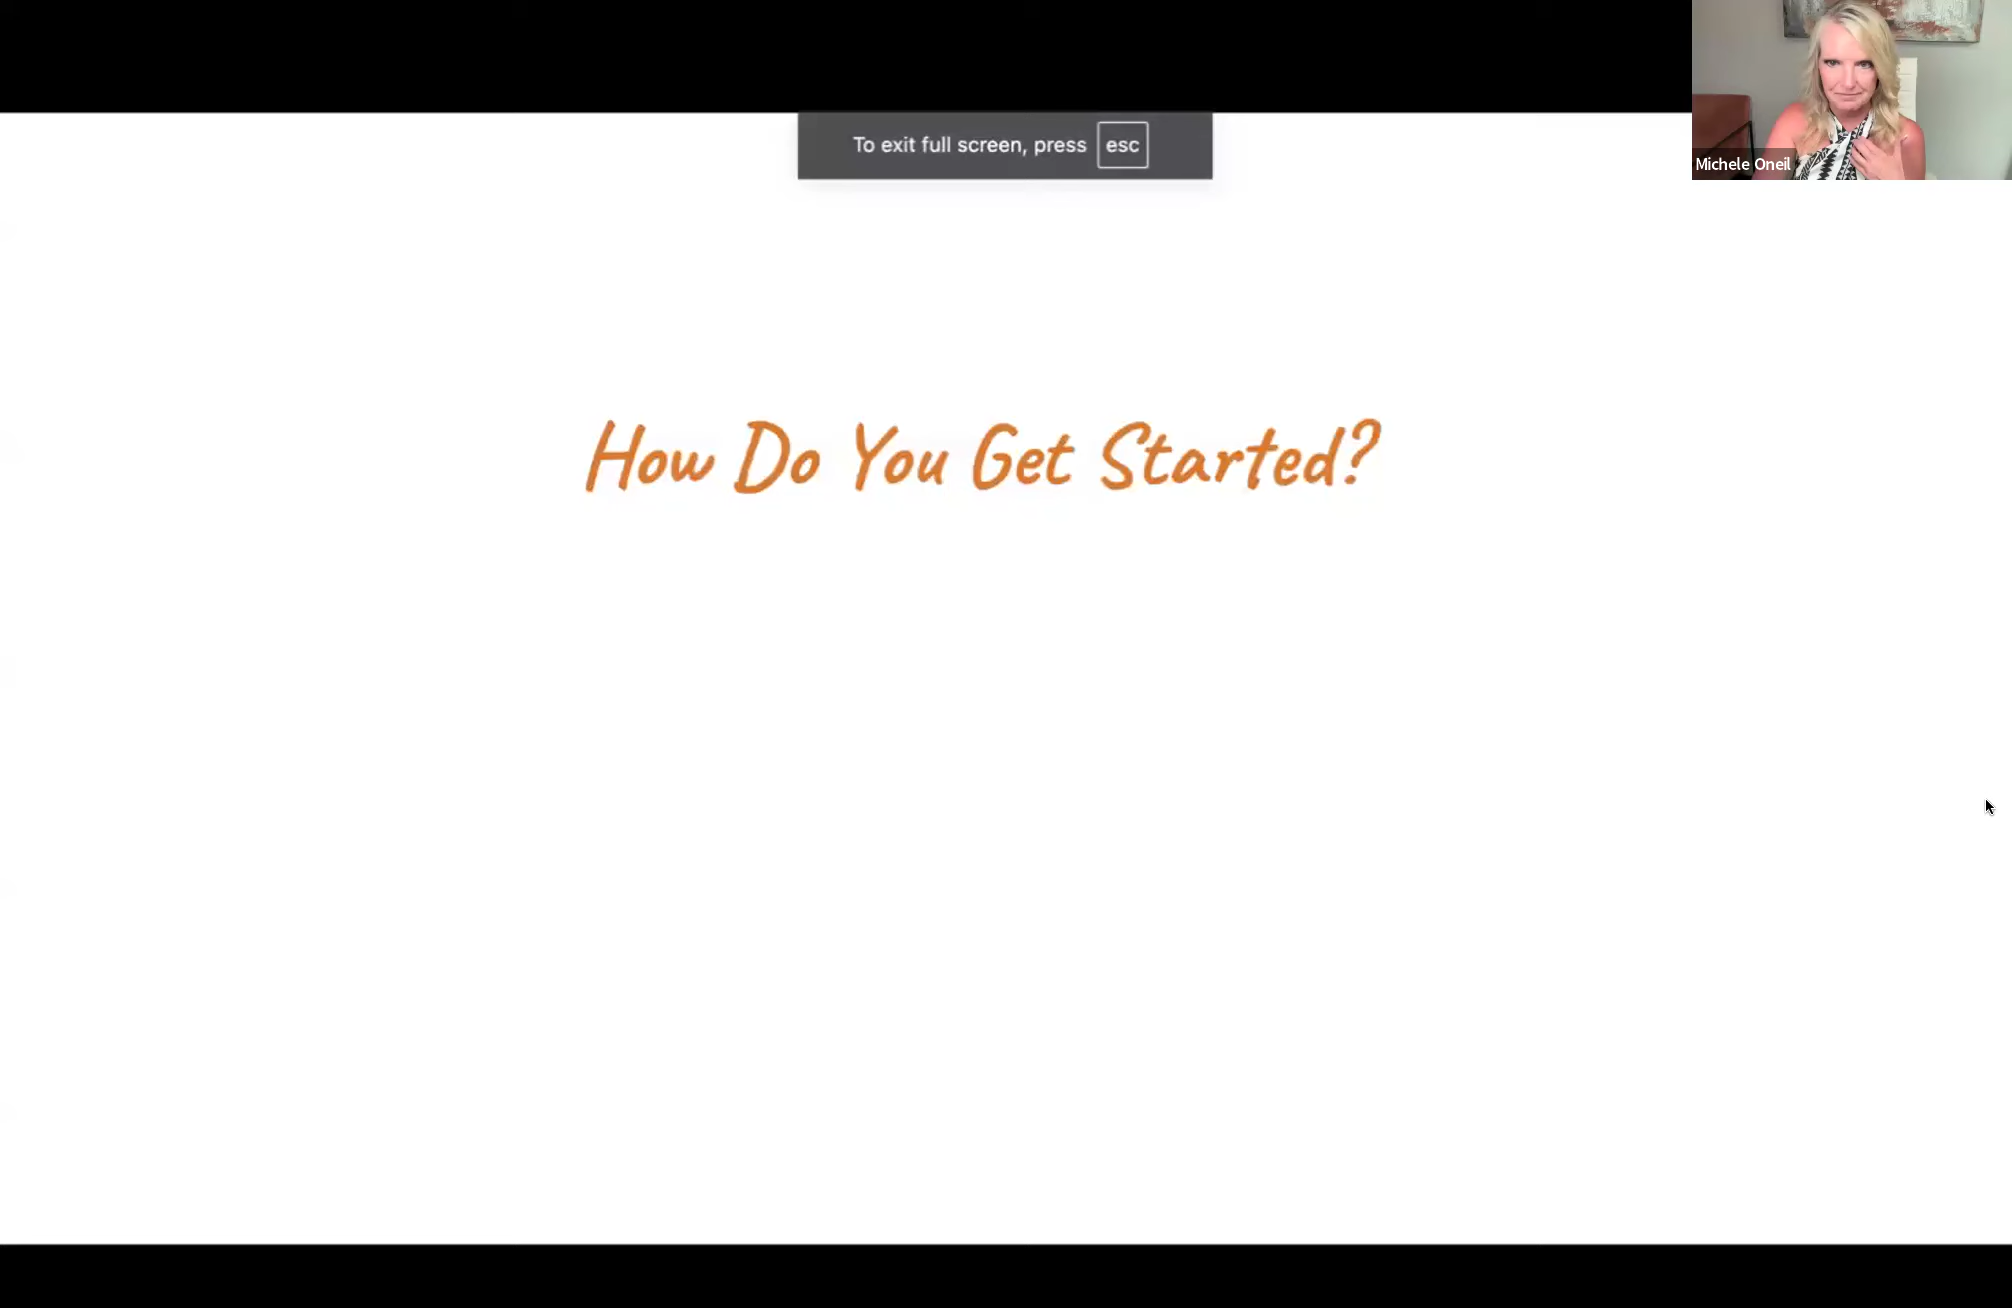 To exit full screen, press esc
Michele Oneil
How Do You Get Started?